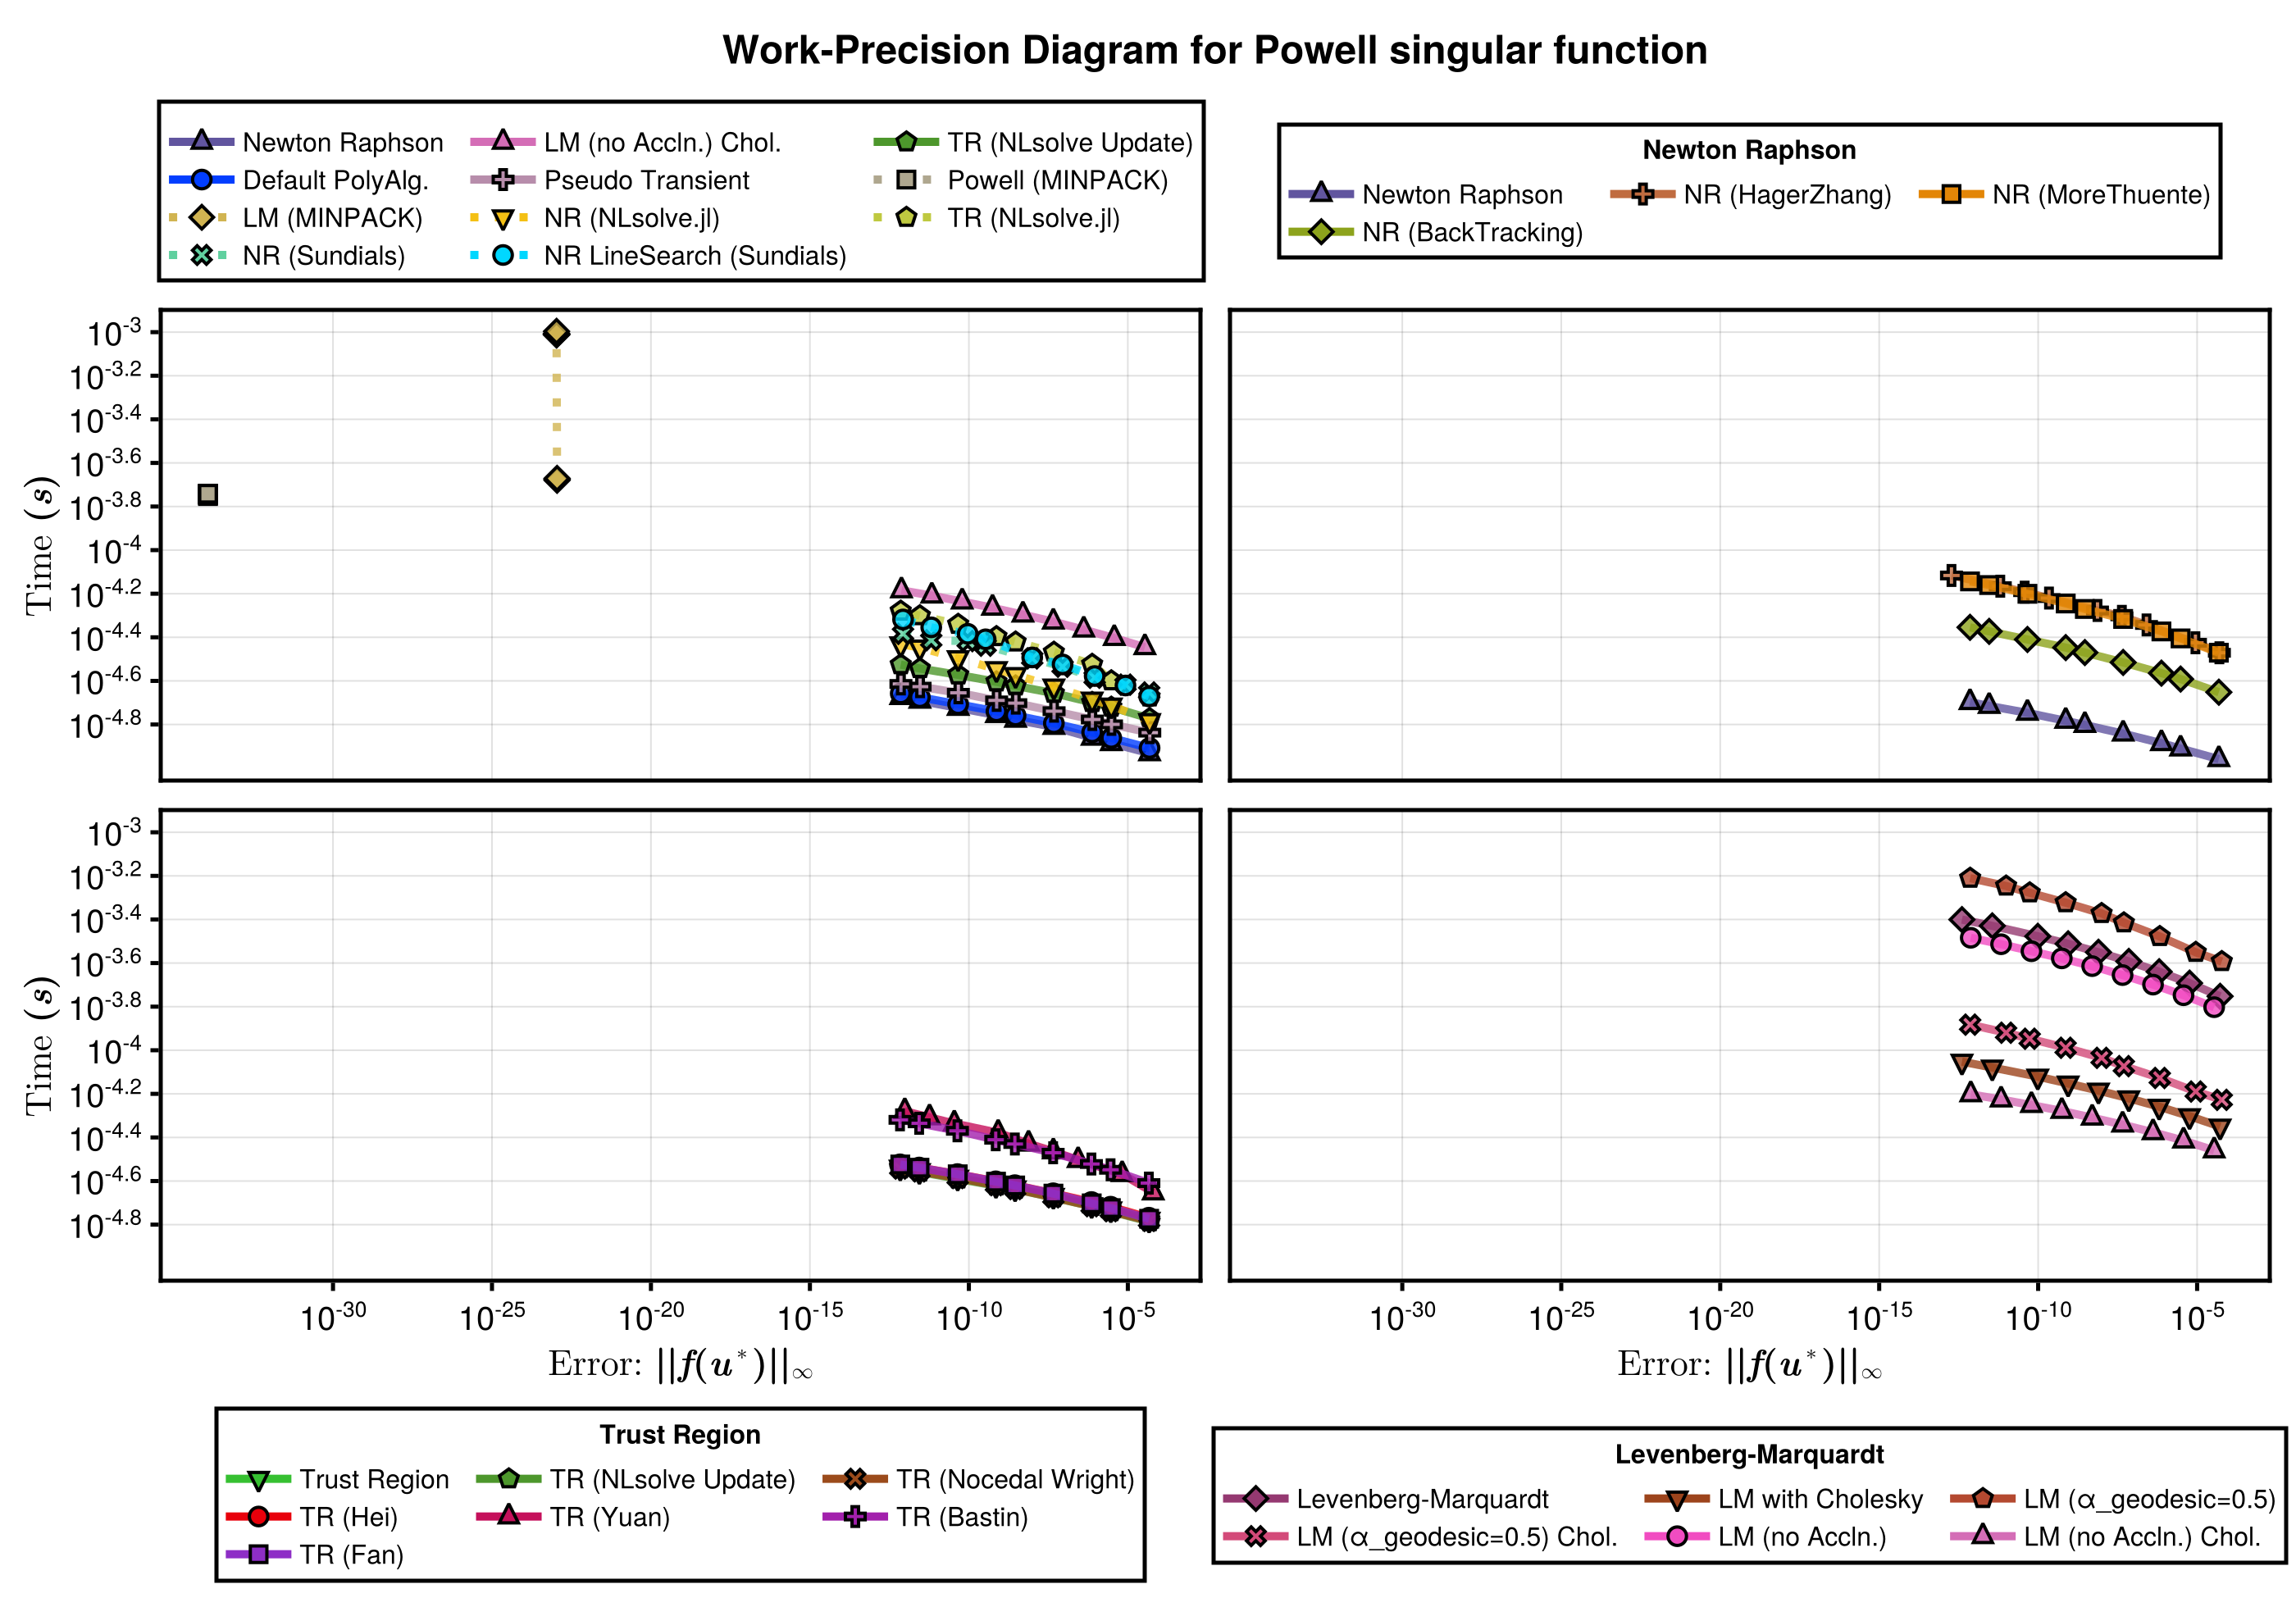 Work-Precision Diagram for Powell singular function
Newton Raphson LM (no Accln.) Chol. TR (NLsolve Update)
Default PolyAlg. Pseudo Transient Powell (MINPACK)
LM (MINPACK) NR (NLsolve.jl) TR (NLsolve.jl)
NR (Sundials) NR LineSearch (Sundials)
Newton Raphson
Newton Raphson NR (HagerZhang) NR (MoreThuente)
NR (BackTracking)
10^-3
10^-3.2
10^-3.4
10^-3.6
10^-3.8
10^-4
10^-4.2
10^-4.4
10^-4.6
10^-4.8
Time (s)
10^-3
10^-3.2
10^-3.4
10^-3.6
10^-3.8
10^-4
10^-4.2
10^-4.4
10^-4.6
10^-4.8
Time (s)
10^-30 10^-25 10^-20 10^-15 10^-10 10^-5
Error: ||f(u*)||∞
10^-30 10^-25 10^-20 10^-15 10^-10 10^-5
Error: ||f(u*)||∞
Trust Region
Trust Region TR (NLsolve Update) TR (Nocedal Wright)
TR (Hei) TR (Yuan) TR (Bastin)
TR (Fan)
Levenberg-Marquardt
Levenberg-Marquardt LM with Cholesky LM (α_geodesic=0.5)
LM (α_geodesic=0.5) Chol. LM (no Accln.) LM (no Accln.) Chol.